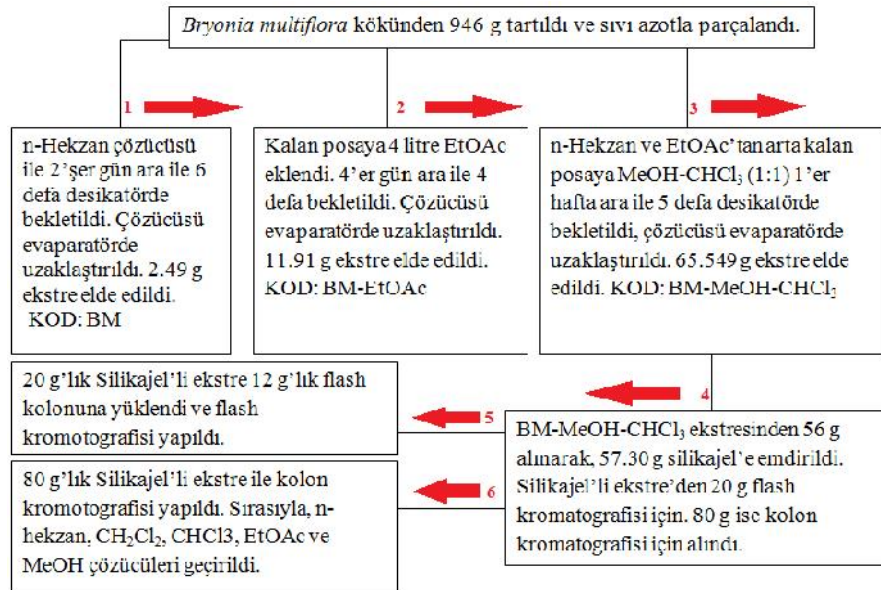 Bryonia multiflora kökünden 946 g tartıldı ve sıvı azotla parçalandı.
1
2
3
n-Hekzan çözücüsü
ile 2'şer gün ara ile 6
defa desikatörde
bekletildi. Çözücüsü
evaparatörde
uzaklaştırıldı. 2.49 g
ekstre elde edildi.
KOD: BM
Kalan posaya 4 litre EtOAc
eklendi. 4'er gün ara ile 4
defa bekletildi. Çözücüsü
evaparatörde uzaklaştırıldı.
11.91 g ekstre elde edildi.
KOD: BM-EtOAc
n-Hekzan ve EtOAc'tan arta kalan
posaya MeOH-CHCl3 (1:1) 1'er
hafta ara ile 5 defa desikatörde
bekletildi, çözücüsü evaparatörde
uzaklaştırıldı. 65.549 g ekstre elde
edildi. KOD: BM-MeOH-CHCl3
4
20 g'lık Silikajel'li ekstre 12 g'lık flash
kolonuna yüklendi ve flash
kromotografisi yapıldı.
5
BM-MeOH-CHCl3 ekstresinden 56 g
alınarak, 57.30 g silikajel'e emdirildi.
Silikajel'li ekstre'den 20 g flash
kromatografisi için. 80 g ise kolon
kromatografisi için alındı.
6
80 g'lık Silikajel'li ekstre ile kolon
kromotografisi yapıldı. Sırasıyla, n-
hekzan, CH2Cl2, CHCl3, EtOAc ve
MeOH çözücüleri geçirildi.